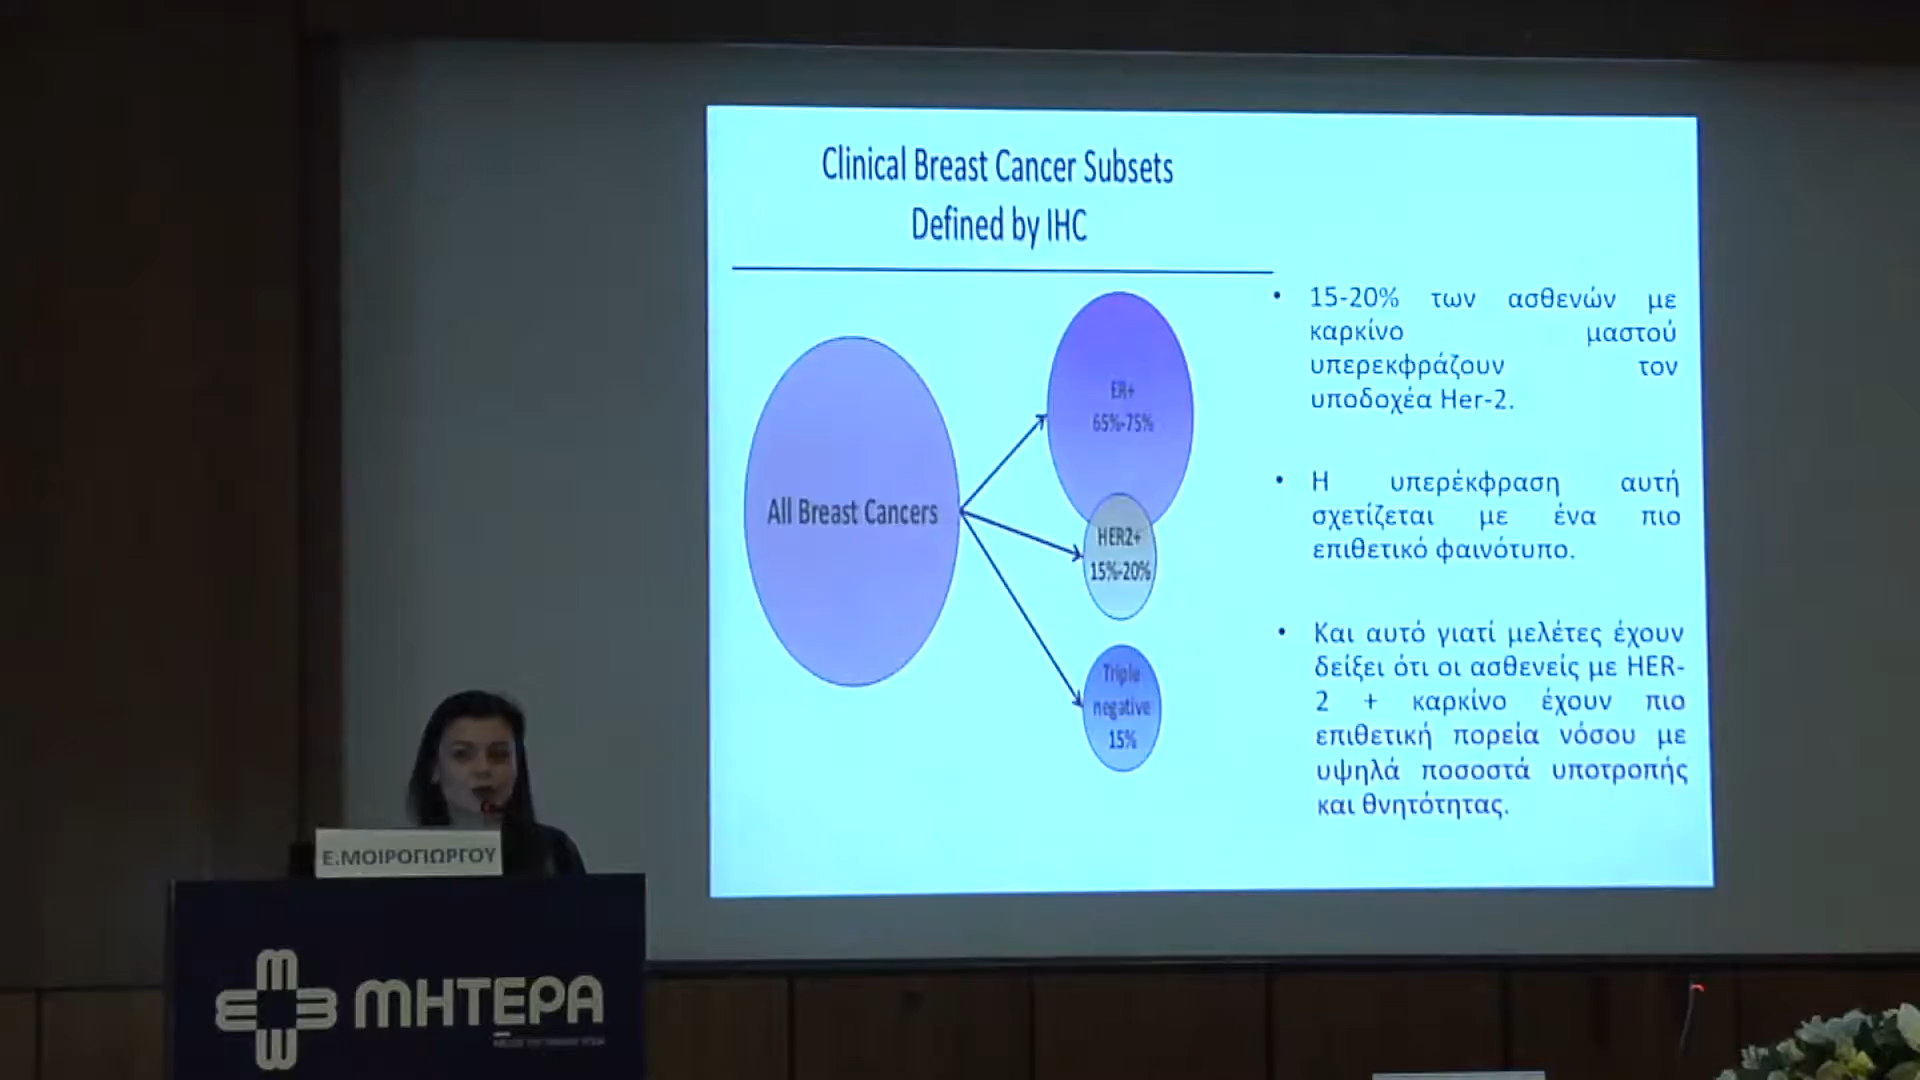 Clinical Breast Cancer Subsets
Defined by IHC
All Breast Cancers
ER+
65%-75%
HER2+
15%-20%
Triple
negative
15%
• 15-20% των ασθενών με
καρκίνο μαστού
υπερεκφράζουν τον
υποδοχέα Her-2.
• Η υπερέκφραση αυτή
σχετίζεται με ένα πιο
επιθετικό φαινότυπο.
• Και αυτό γιατί μελέτες έχουν
δείξει ότι οι ασθενείς με HER-
2 + καρκίνο έχουν πιο
επιθετική πορεία νόσου με
υψηλά ποσοστά υποτροπής
και θνητότητας.
Ε.ΜΟΙΡΟΓΙΩΡΓΟΥ
ΜΗΤΕΡΑ